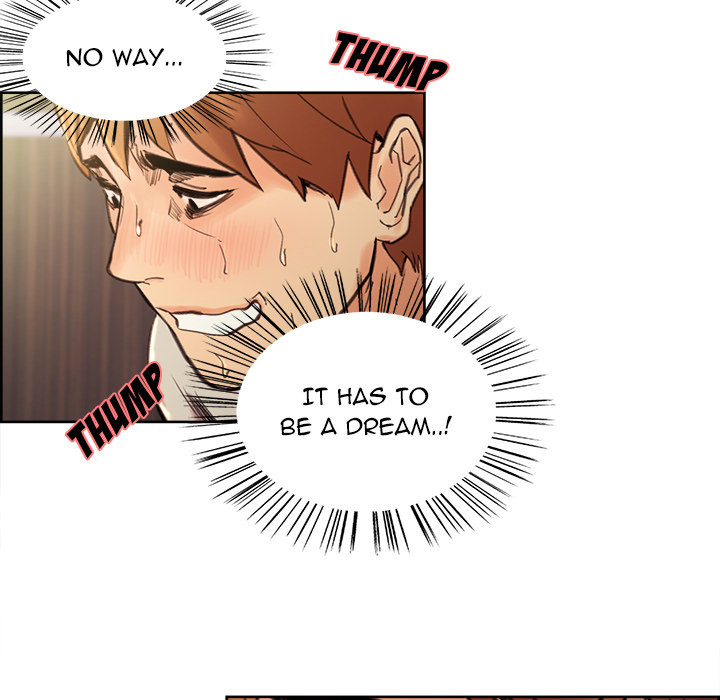 NO WAY...
THUMP
THUMP
IT HAS TO
BE A DREAM..!